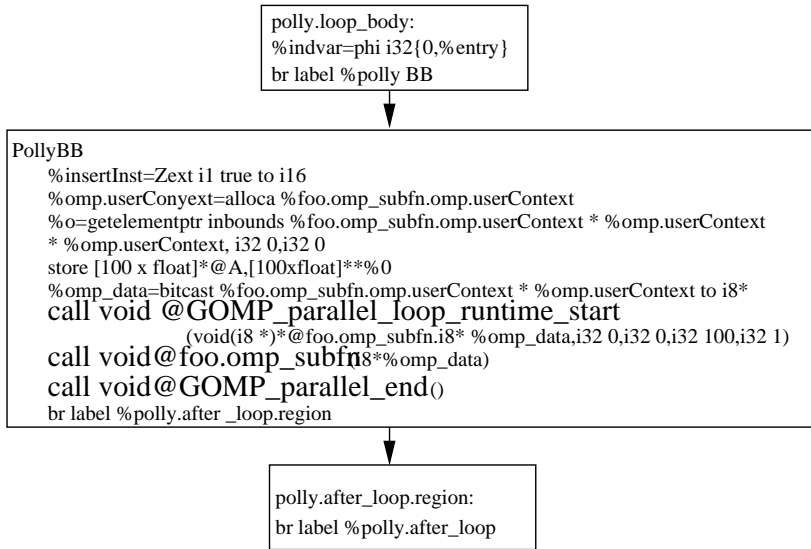 polly.loop_body:
%indvar=phi i32{0,%entry}
br label %polly BB
PollyBB
%insertInst=Zext i1 true to i16
%omp.userConyext=alloca %foo.omp_subfn.omp.userContext
%o=getelementptr inbounds %foo.omp_subfn.omp.userContext * %omp.userContext
* %omp.userContext, i32 0,i32 0
store [100 x float]*@A,[100xfloat]**%0
%omp_data=bitcast %foo.omp_subfn.omp.userContext * %omp.userContext to i8*
call void @GOMP_parallel_loop_runtime_start
(void(i8 *)*@foo.omp_subfn.i8* %omp_data,i32 0,i32 0,i32 100,i32 1)
call void@foo.omp_subfn(i8*%omp_data)
call void@GOMP_parallel_end()
br label %polly.after _loop.region
polly.after_loop.region:
br label %polly.after_loop